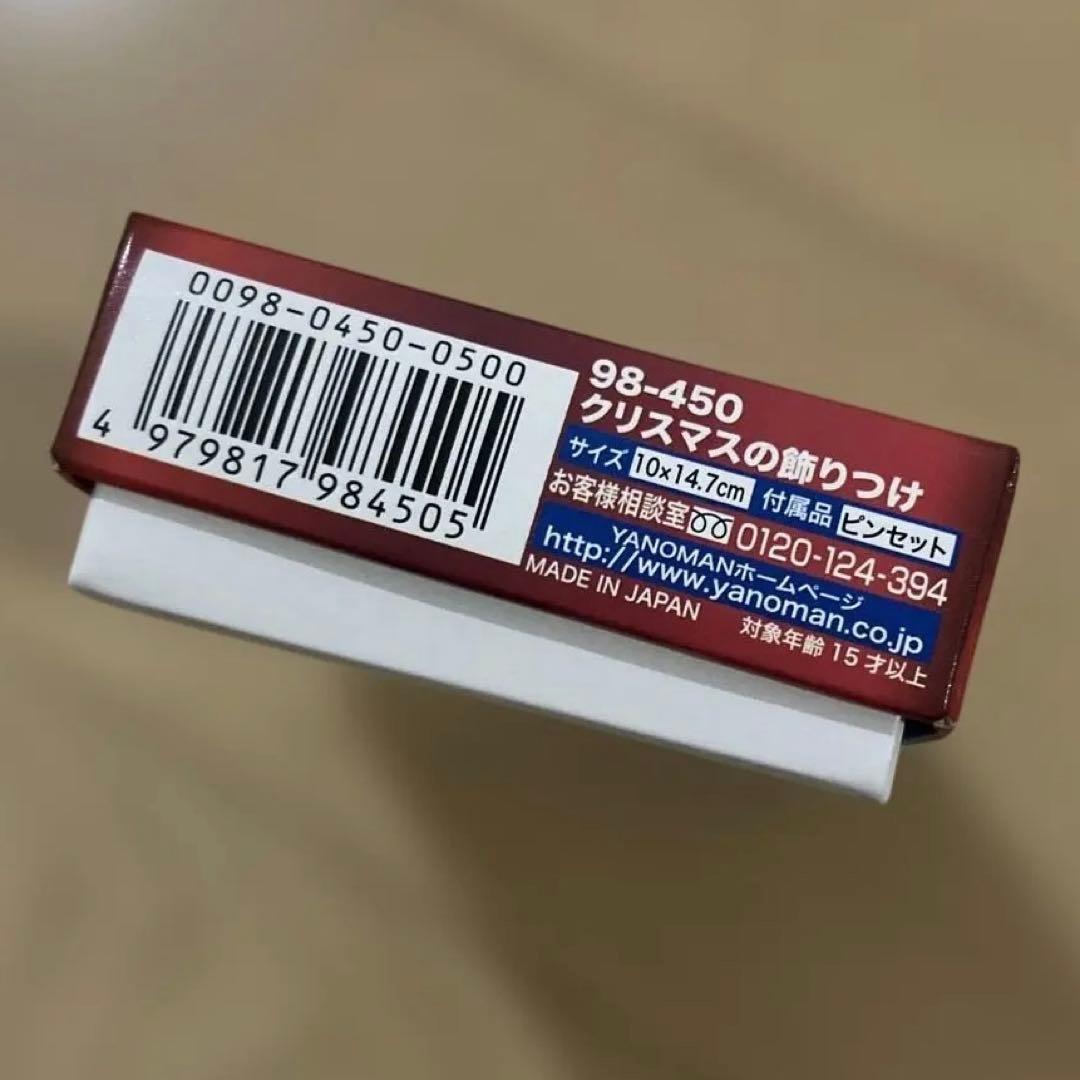 0098-0450-0500
4 979817 984505
98-450
クリスマスの飾りつけ
サイズ 10×14.7cm 付属品 ピンセット
お客様相談室 0120-124-394
YANOMANホームページ
http://www.yanoman.co.jp
MADE IN JAPAN 対象年齢 15才以上